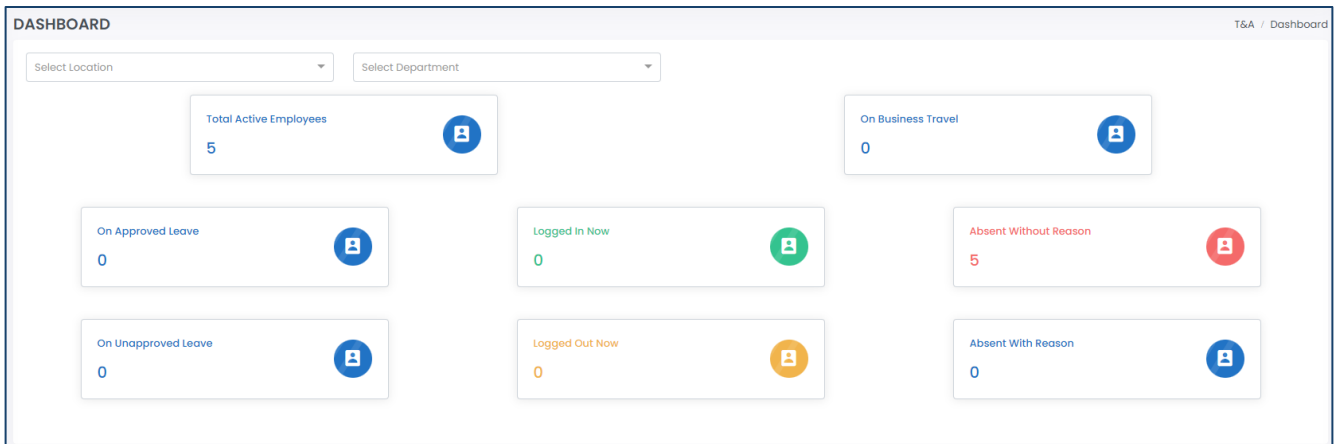 DASHBOARD
T&A / Dashboard
Select Location
Select Department
Total Active Employees
5
On Business Travel
0
On Approved Leave
0
Logged In Now
0
Absent Without Reason
5
On Unapproved Leave
0
Logged Out Now
0
Absent With Reason
0